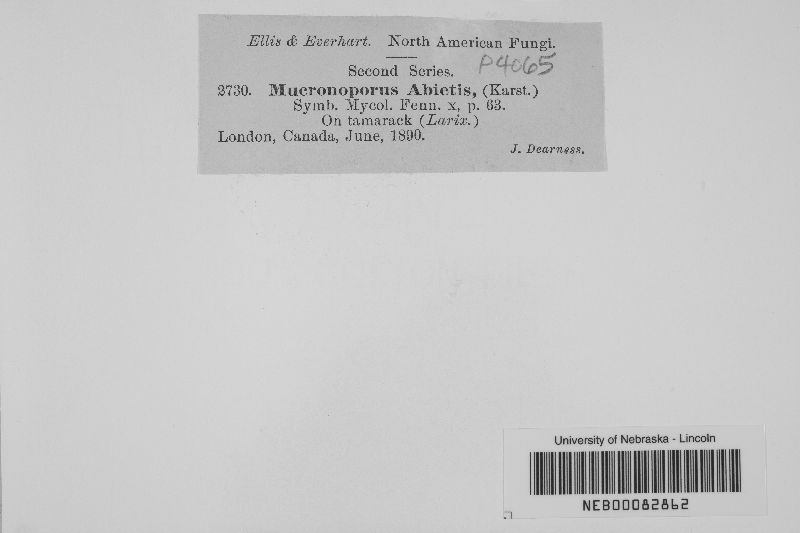 Ellis & Everhart. North American Fungi.
Second Series. P4065
2730. Mucronoporus Abietis, (Karst.)
Symb. Mycol. Fenn. x, p. 63.
On tamarack (Larix.)
London, Canada, June, 1890.
J. Dearness.
University of Nebraska - Lincoln
NEB00082862